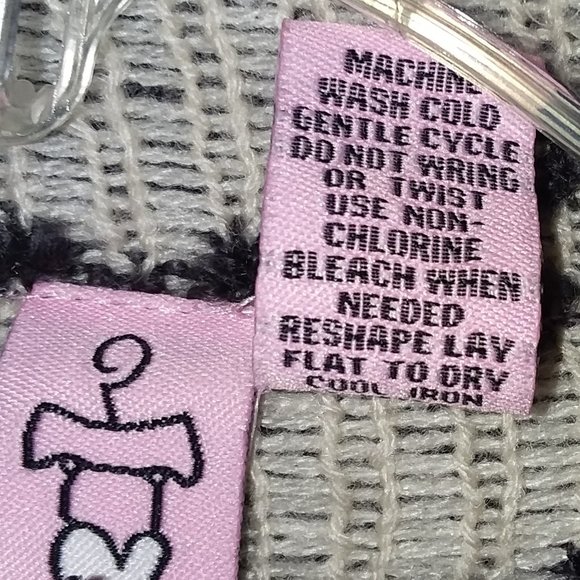 MACHINE
WASH COLD
GENTLE CYCLE
DO NOT WRING
OR TWIST
USE NON-
CHLORINE
BLEACH WHEN
NEEDED
RESHAPE LAY
FLAT TO DRY
COOL IRON